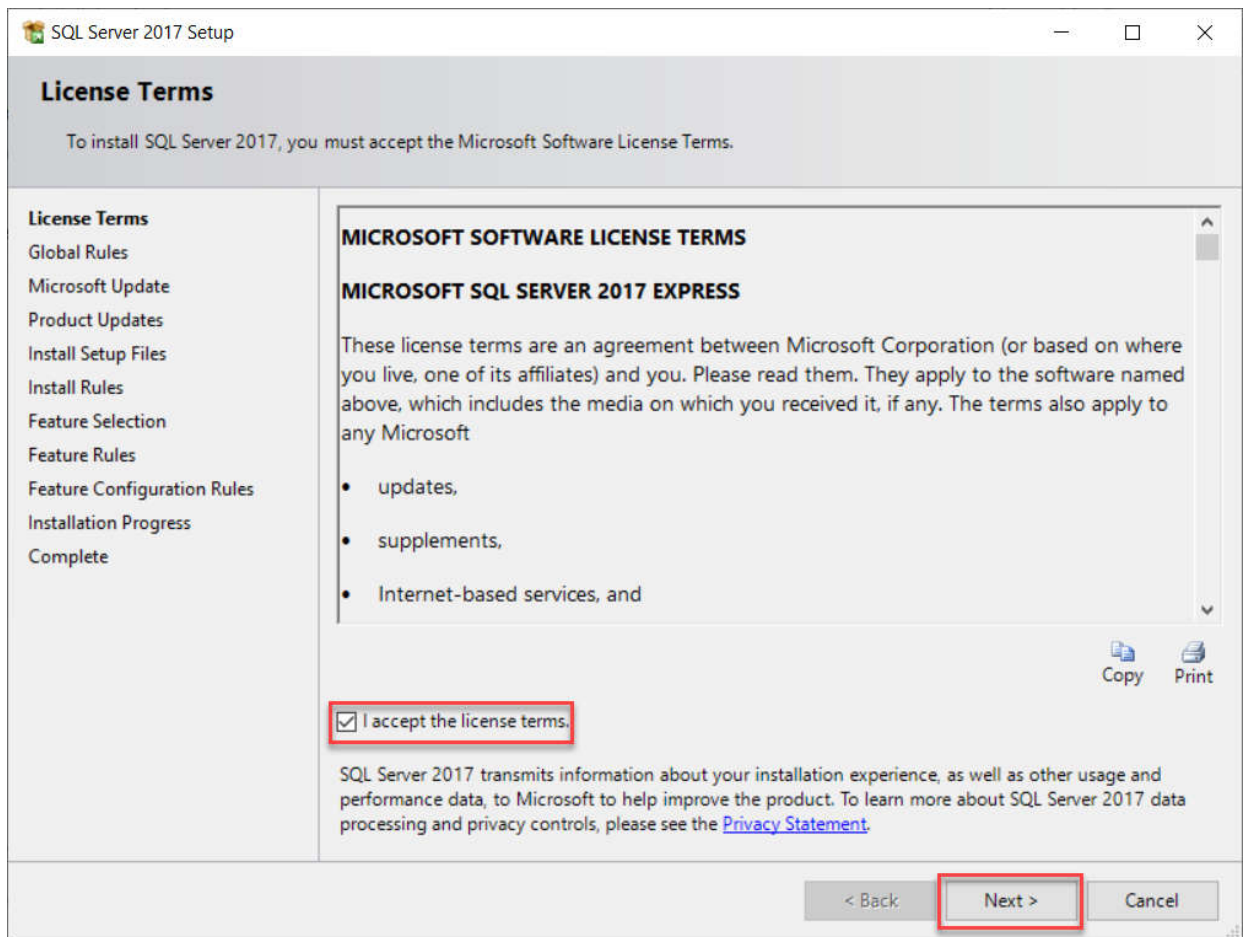 SQL Server 2017 Setup
License Terms
To install SQL Server 2017, you must accept the Microsoft Software License Terms.
License Terms
Global Rules
Microsoft Update
Product Updates
Install Setup Files
Install Rules
Feature Selection
Feature Rules
Feature Configuration Rules
Installation Progress
Complete
MICROSOFT SOFTWARE LICENSE TERMS
MICROSOFT SQL SERVER 2017 EXPRESS
These license terms are an agreement between Microsoft Corporation (or based on where
you live, one of its affiliates) and you. Please read them. They apply to the software named
above, which includes the media on which you received it, if any. The terms also apply to
any Microsoft
• updates,
• supplements,
• Internet-based services, and
Copy Print
I accept the license terms.
SQL Server 2017 transmits information about your installation experience, as well as other usage and
performance data, to Microsoft to help improve the product. To learn more about SQL Server 2017 data
processing and privacy controls, please see the Privacy Statement.
< Back Next > Cancel